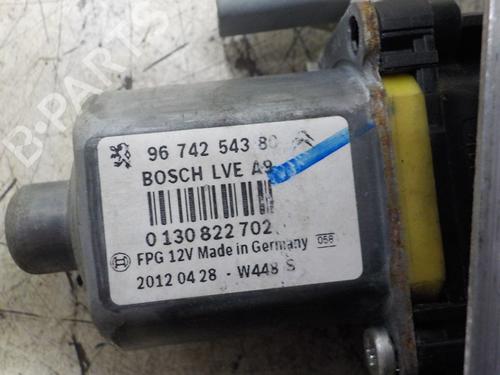 96 742 543 80
BOSCH LVE A9
0 130 822 702
FPG 12V Made in Germany 058
2012 04 28 - W448 S
B-PARTS